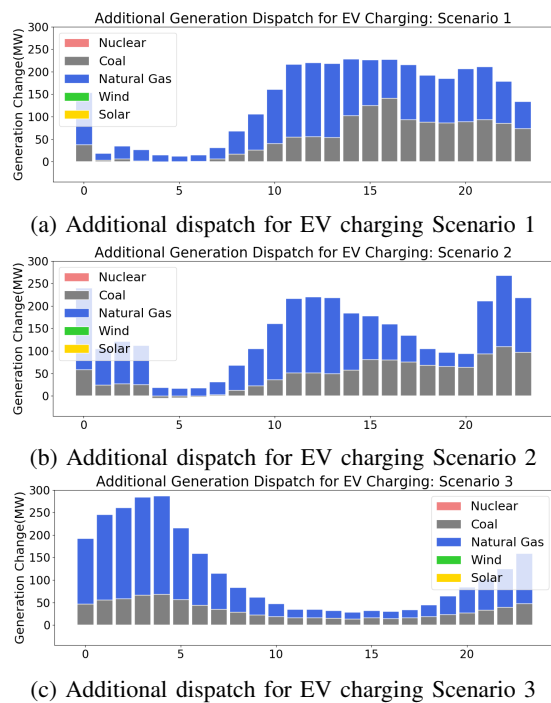 Additional Generation Dispatch for EV Charging: Scenario 1
Generation Change(MW)
300
250
200
150
100
50
0
Nuclear
Coal
Natural Gas
Wind
Solar
0 5 10 15 20
(a) Additional dispatch for EV charging Scenario 1
Additional Generation Dispatch for EV Charging: Scenario 2
Generation Change(MW)
300
250
200
150
100
50
0
Nuclear
Coal
Natural Gas
Wind
Solar
0 5 10 15 20
(b) Additional dispatch for EV charging Scenario 2
Additional Generation Dispatch for EV Charging: Scenario 3
Generation Change(MW)
300
250
200
150
100
50
0
Nuclear
Coal
Natural Gas
Wind
Solar
0 5 10 15 20
(c) Additional dispatch for EV charging Scenario 3